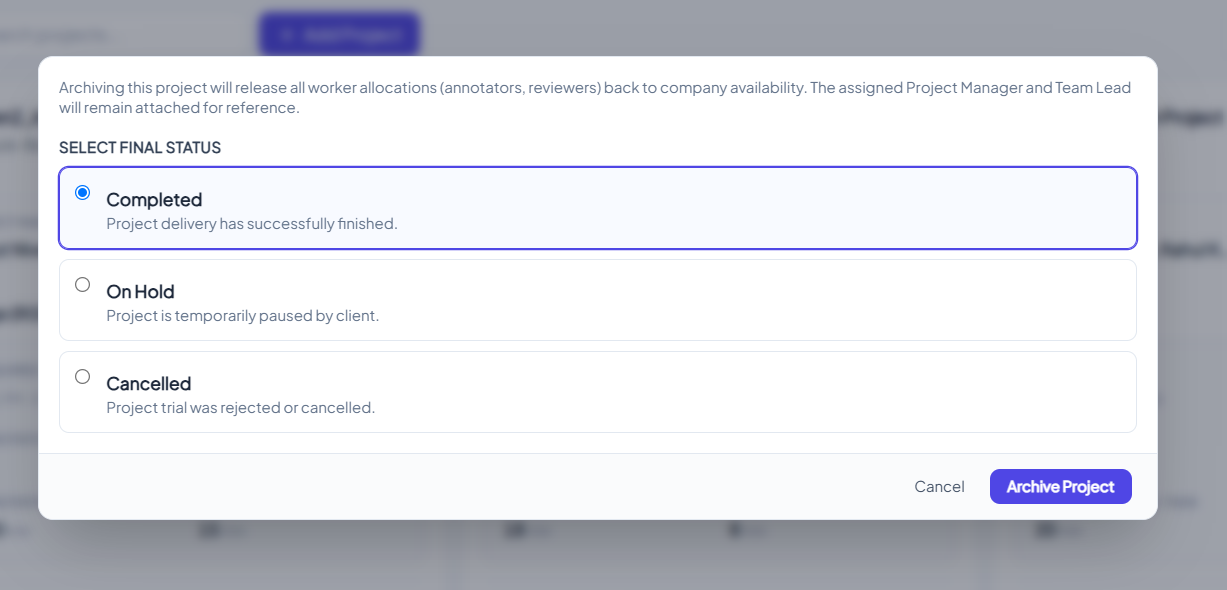 Add Project
Archiving this project will release all worker allocations (annotators, reviewers) back to company availability. The assigned Project Manager and Team Lead
will remain attached for reference.
SELECT FINAL STATUS
Completed
Project delivery has successfully finished.
On Hold
Project is temporarily paused by client.
Cancelled
Project trial was rejected or cancelled.
Cancel
Archive Project